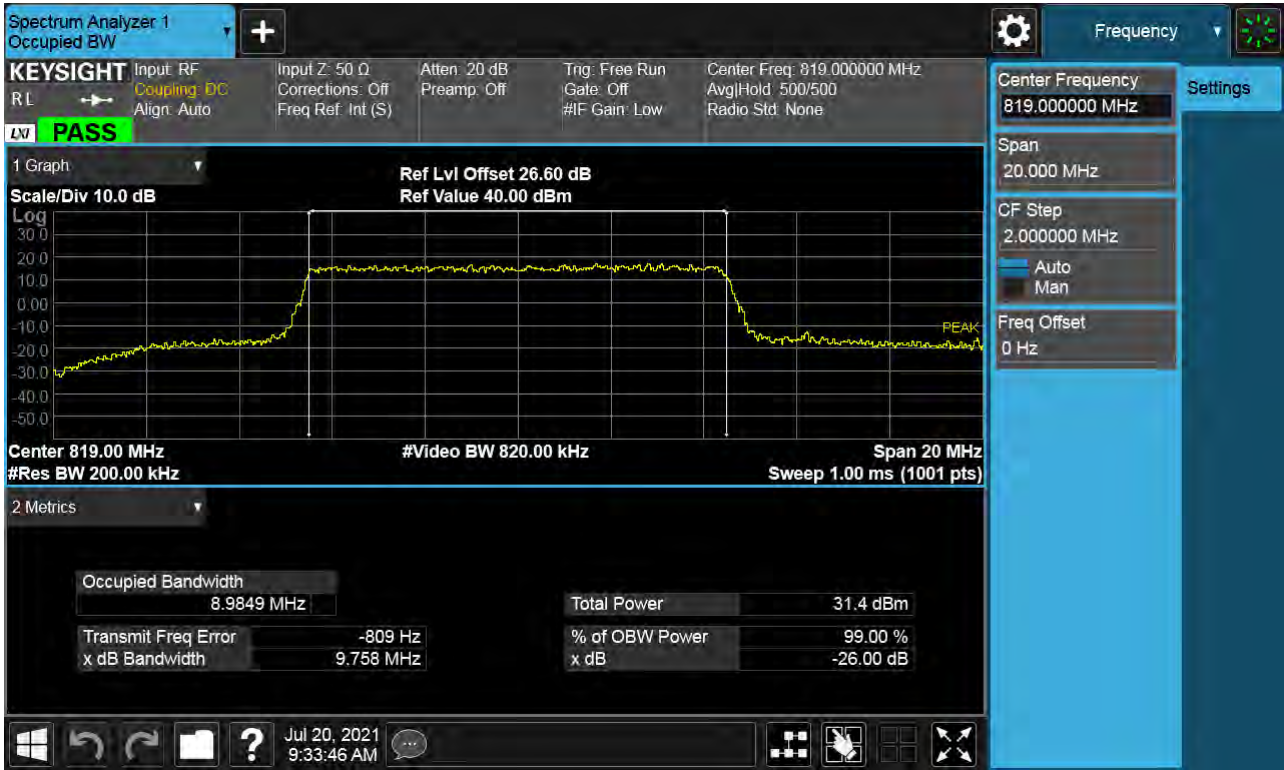 Spectrum Analyzer 1
Occupied BW
+
Frequency
KEYSIGHT
RL
LXI
PASS
Input: RF
Coupling: DC
Align: Auto
Input Z: 50 Ω
Corrections: Off
Freq Ref: Int (S)
Atten: 20 dB
Preamp: Off
Trig: Free Run
Gate: Off
#IF Gain: Low
Center Freq: 819.000000 MHz
Avg|Hold: 500/500
Radio Std: None
Center Frequency
819.000000 MHz
Settings
Span
20.000 MHz
CF Step
2.000000 MHz
Auto
Man
Freq Offset
0 Hz
1 Graph
Scale/Div 10.0 dB
Ref Lvl Offset 26.60 dB
Ref Value 40.00 dBm
Log
30.0
20.0
10.0
0.00
-10.0
-20.0
-30.0
-40.0
-50.0
PEAK
Center 819.00 MHz
#Video BW 820.00 kHz
Span 20 MHz
#Res BW 200.00 kHz
Sweep 1.00 ms (1001 pts)
2 Metrics
Occupied Bandwidth
8.9849 MHz
Total Power 31.4 dBm
Transmit Freq Error -809 Hz
% of OBW Power 99.00 %
x dB Bandwidth 9.758 MHz
x dB -26.00 dB
?
Jul 20, 2021
9:33:46 AM